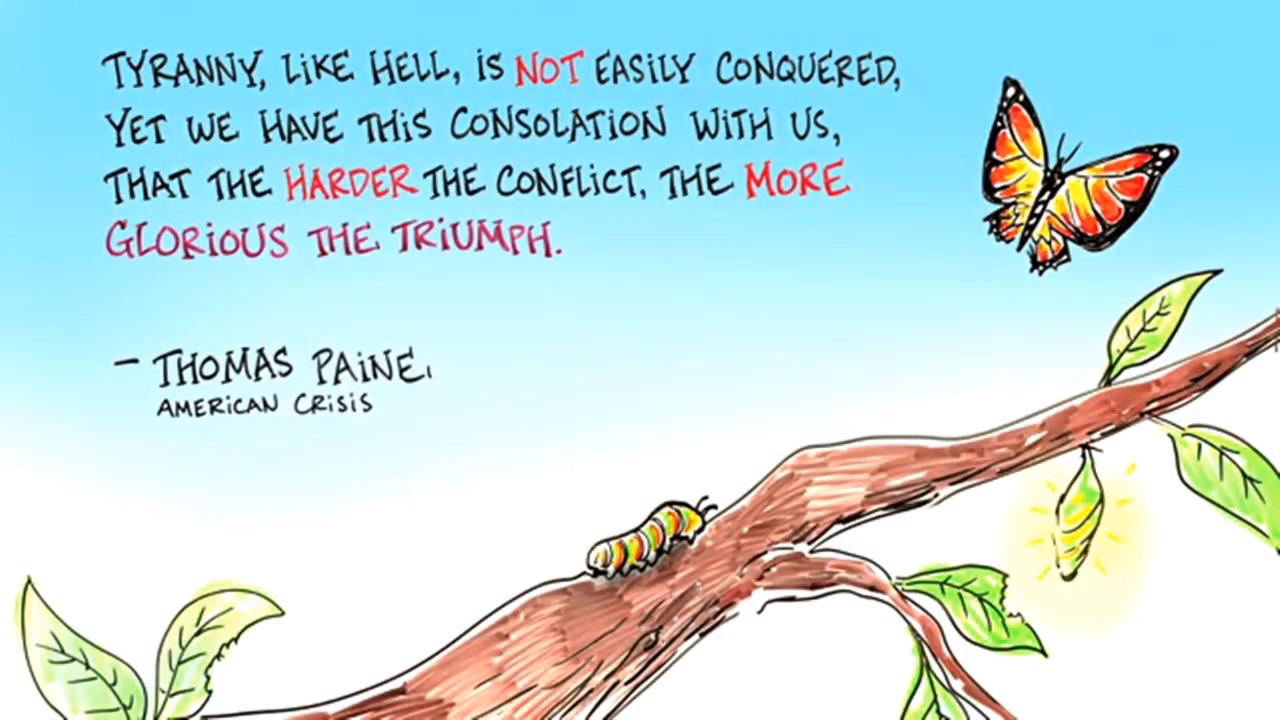 TYRANNY, LIKE HELL, IS NOT EASILY CONQUERED,
YET WE HAVE THIS CONSOLATION WITH US,
THAT THE HARDER THE CONFLICT, THE MORE
GLORIOUS THE TRIUMPH.
– THOMAS PAINE,
AMERICAN CRISIS